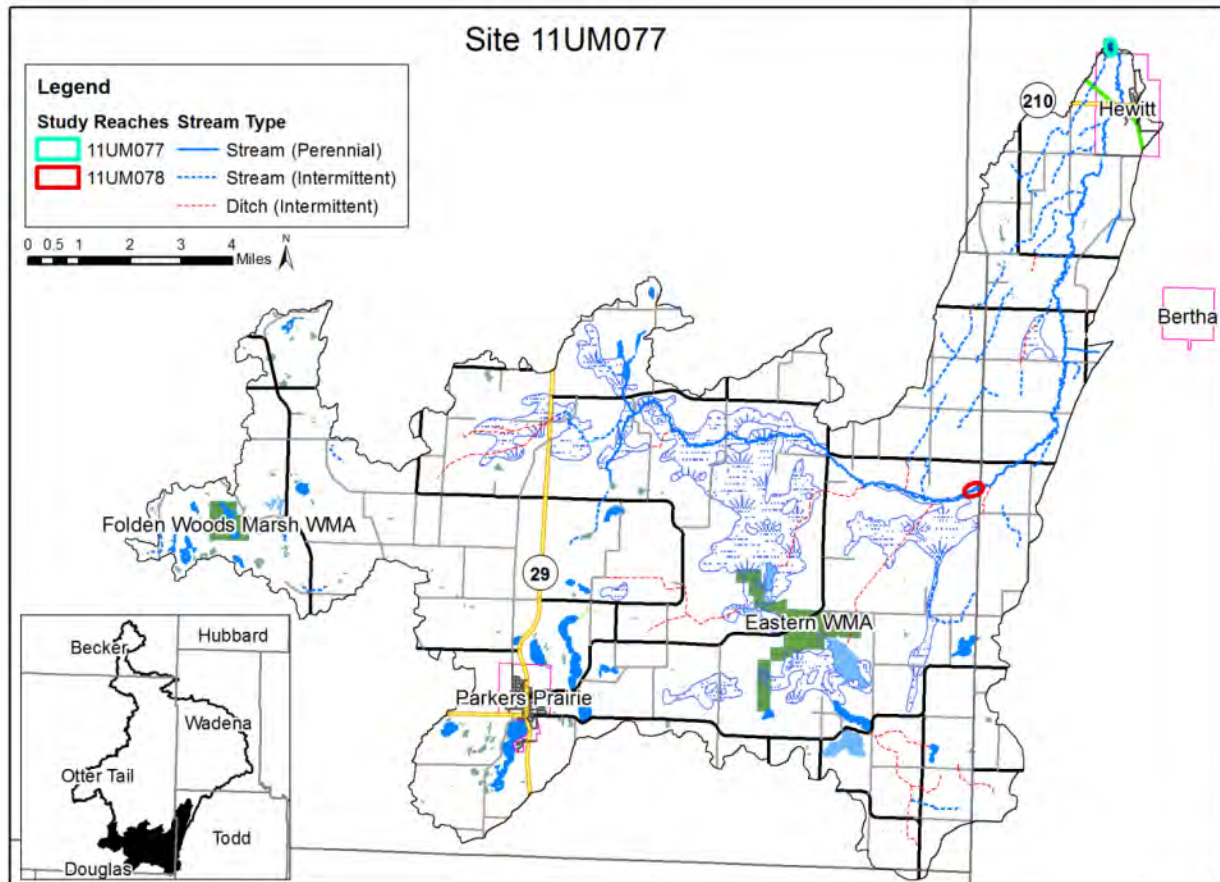 Site 11UM077
Legend
Study Reaches Stream Type
11UM077 Stream (Perennial)
11UM078 Stream (Intermittent)
Ditch (Intermittent)
0 0.5 1 2 3 4
Miles
N
210
Hewitt
Bertha
Folden Woods Marsh WMA
29
Eastern WMA
Parkers Prairie
Becker
Hubbard
Wadena
Otter Tail
Todd
Douglas